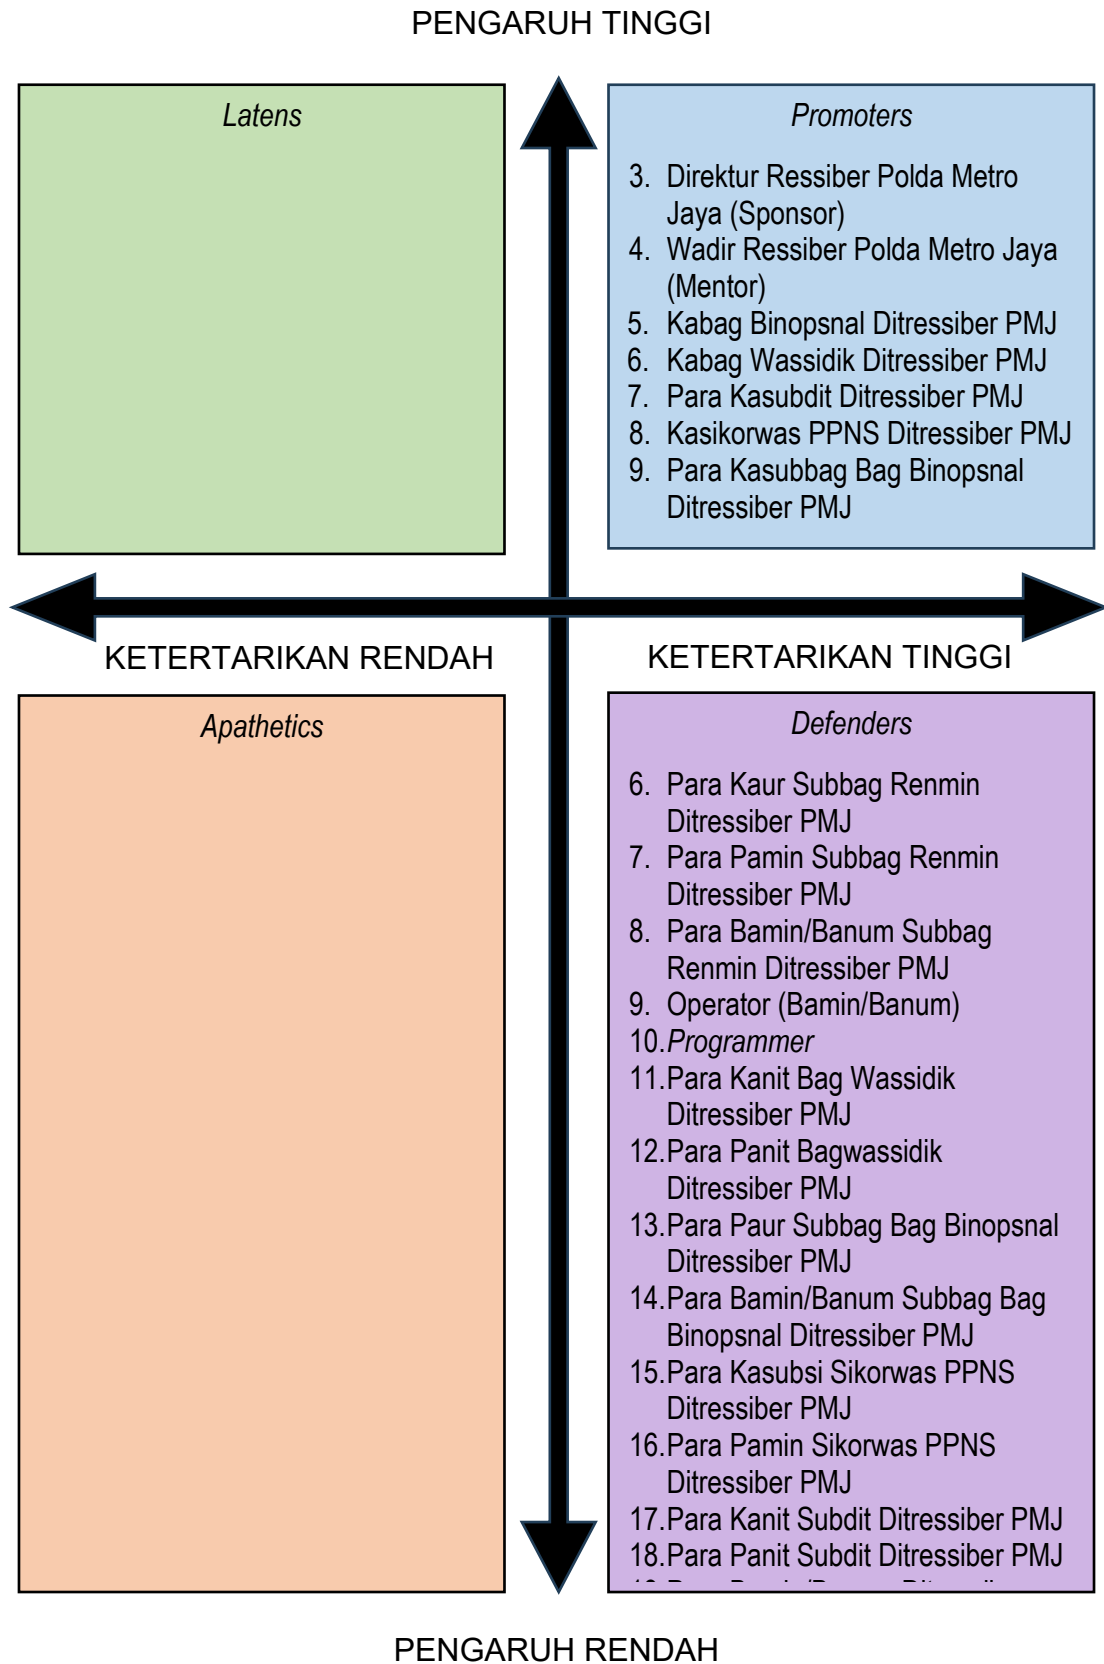 PENGARUH TINGGI
Latens
Promoters
3. Direktur Ressiber Polda Metro
Jaya (Sponsor)
4. Wadir Ressiber Polda Metro Jaya
(Mentor)
5. Kabag Binopsnal Ditressiber PMJ
6. Kabag Wassidik Ditressiber PMJ
7. Para Kasubdit Ditressiber PMJ
8. Kasikorwas PPNS Ditressiber PMJ
9. Para Kasubbag Bag Binopsnal
Ditressiber PMJ
KETERTARIKAN RENDAH
KETERTARIKAN TINGGI
Apathetics
Defenders
6. Para Kaur Subbag Renmin
Ditressiber PMJ
7. Para Pamin Subbag Renmin
Ditressiber PMJ
8. Para Bamin/Banum Subbag
Renmin Ditressiber PMJ
9. Operator (Bamin/Banum)
10. Programmer
11. Para Kanit Bag Wassidik
Ditressiber PMJ
12. Para Panit Bagwassidik
Ditressiber PMJ
13. Para Paur Subbag Bag Binopsnal
Ditressiber PMJ
14. Para Bamin/Banum Subbag Bag
Binopsnal Ditressiber PMJ
15. Para Kasubsi Sikorwas PPNS
Ditressiber PMJ
16. Para Pamin Sikorwas PPNS
Ditressiber PMJ
17. Para Kanit Subdit Ditressiber PMJ
18. Para Panit Subdit Ditressiber PMJ
PENGARUH RENDAH